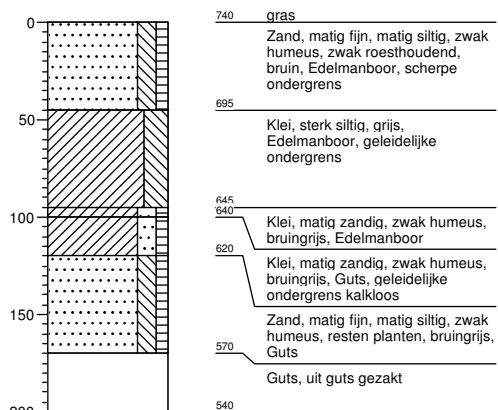 0
740
gras
Zand, matig fijn, matig siltig, zwak
humeus, zwak roesthoudend,
bruin, Edelmanboor, scherpe
ondergrens
695
50
Klei, sterk siltig, grijs,
Edelmanboor, geleidelijke
ondergrens
645
100
640
Klei, matig zandig, zwak humeus,
bruingrijs, Edelmanboor
620
Klei, matig zandig, zwak humeus,
bruingrijs, Guts, geleidelijke
ondergrens kalkloos
150
Zand, matig fijn, matig siltig, zwak
humeus, resten planten, bruingrijs,
Guts
570
Guts, uit guts gezakt
200
540